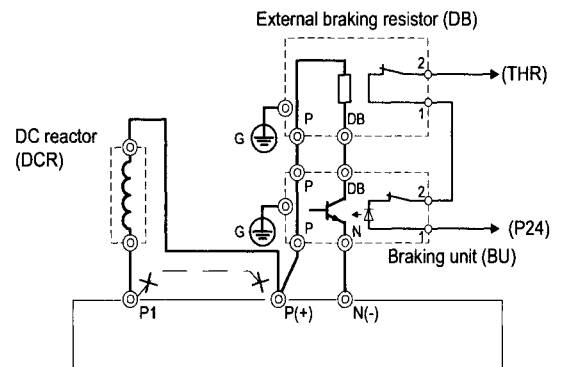 External braking resistor (DB)
2
(THR)
P
DB
1
G
DC reactor
(DCR)
P
DB
2
G
P
N
1
(P24)
Braking unit (BU)
P1
P(+)
N(-)